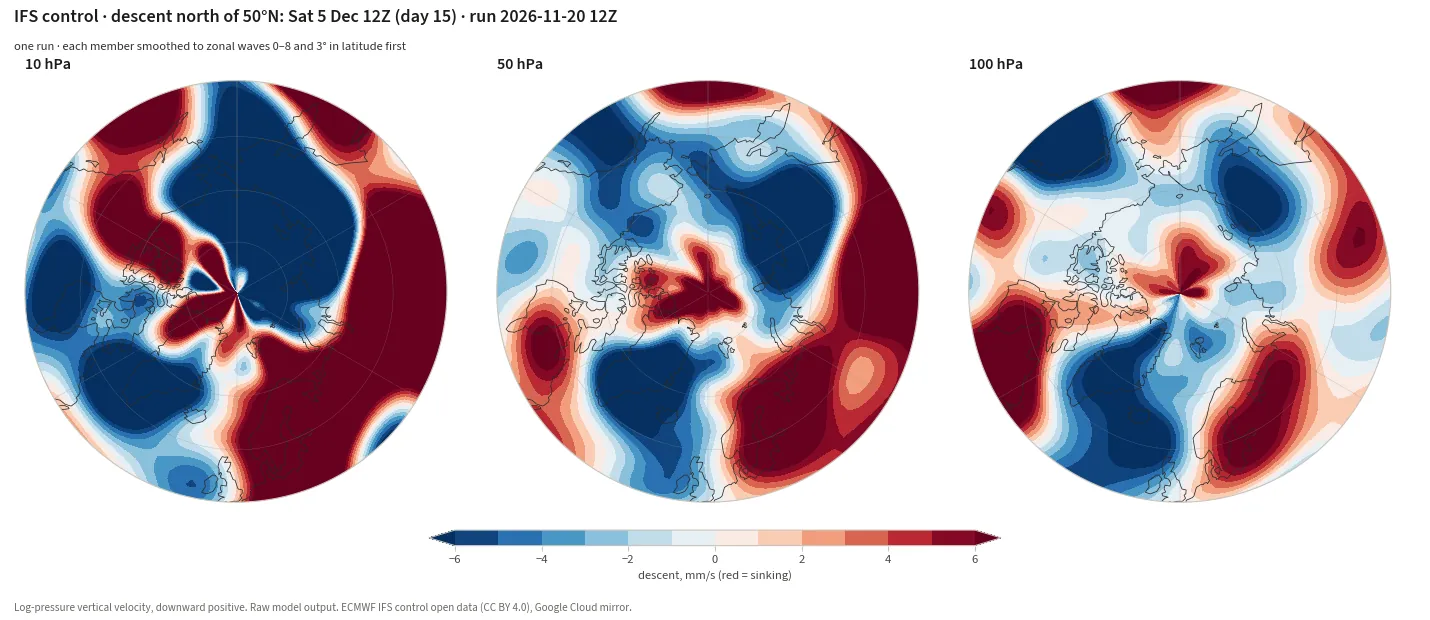 IFS control · descent north of 50°N: Sat 5 Dec 12Z (day 15) · run 2026-11-20 12Z
one run · each member smoothed to zonal waves 0–8 and 3° in latitude first
10 hPa
50 hPa
100 hPa
−6 −4 −2 0 2 4 6
descent, mm/s (red = sinking)
Log-pressure vertical velocity, downward positive. Raw model output. ECMWF IFS control open data (CC BY 4.0), Google Cloud mirror.